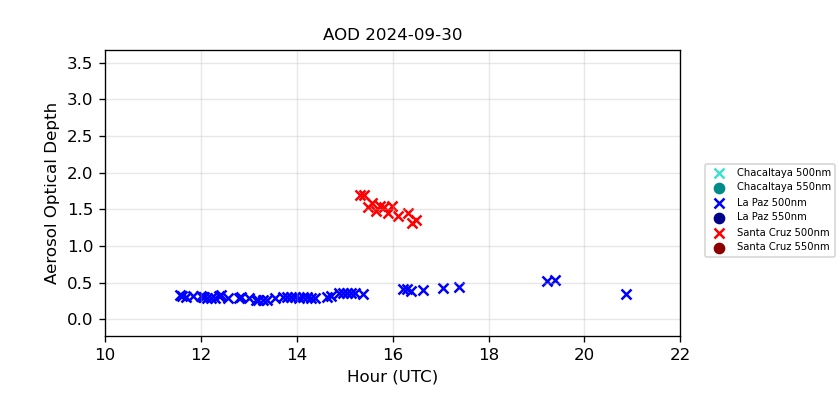 AOD 2024-09-30
Aerosol Optical Depth
3.5
3.0
2.5
2.0
1.5
1.0
0.5
0.0
10 12 14 16 18 20 22
Hour (UTC)
Chacaltaya 500nm
Chacaltaya 550nm
La Paz 500nm
La Paz 550nm
Santa Cruz 500nm
Santa Cruz 550nm